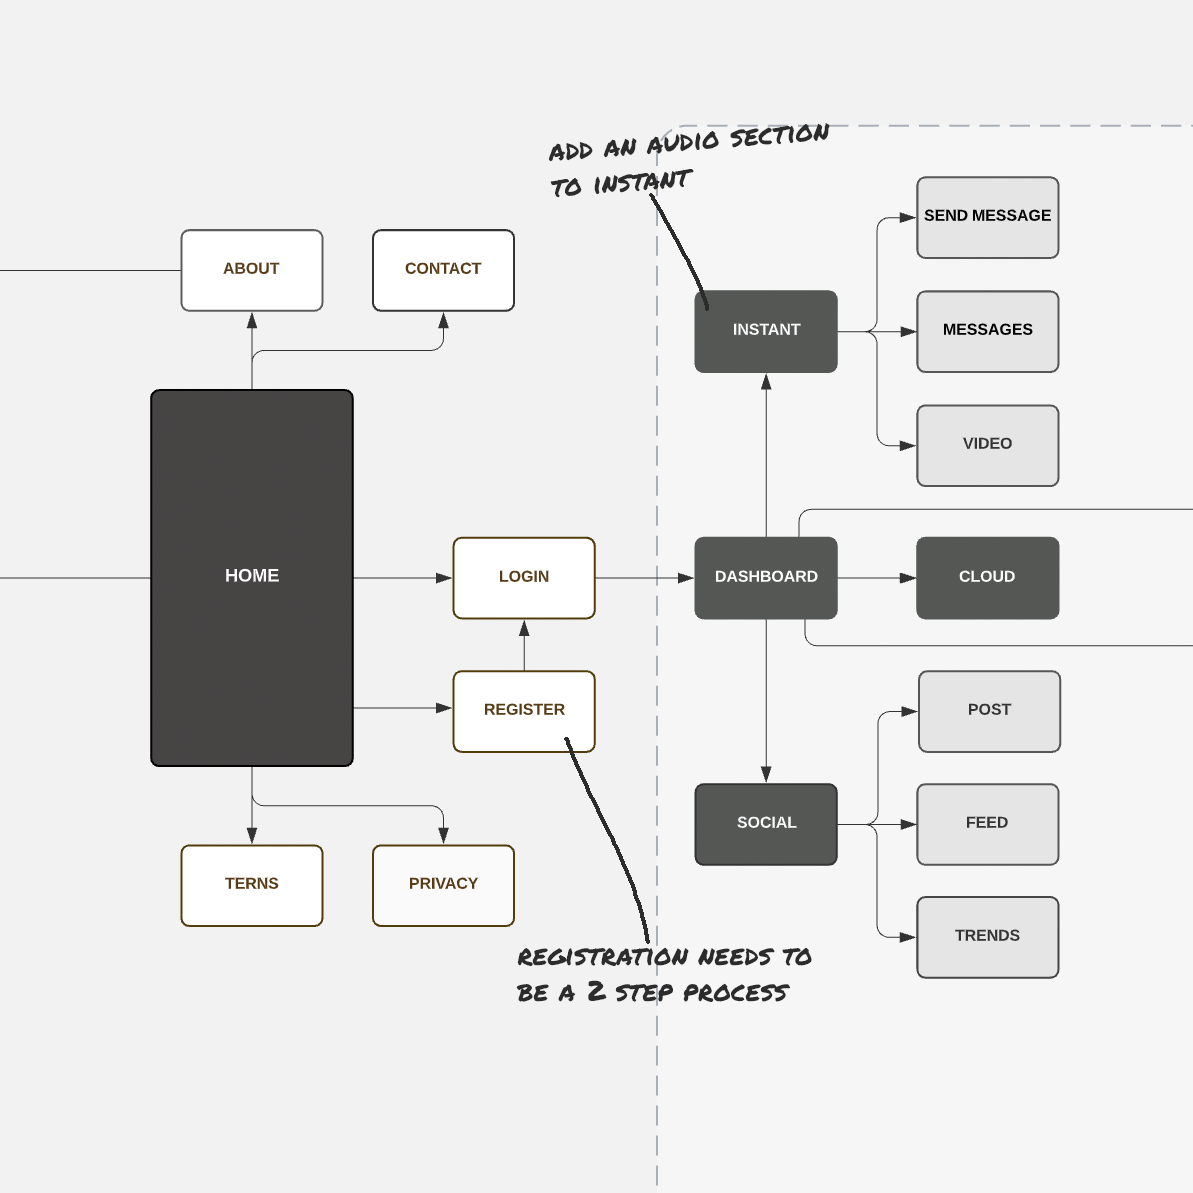 ADD AN AUDIO SECTION
TO INSTANT
SEND MESSAGE
ABOUT
CONTACT
INSTANT
MESSAGES
VIDEO
HOME
LOGIN
DASHBOARD
CLOUD
REGISTER
POST
SOCIAL
FEED
TERNS
PRIVACY
TRENDS
REGISTRATION NEEDS TO
BE A 2 STEP PROCESS